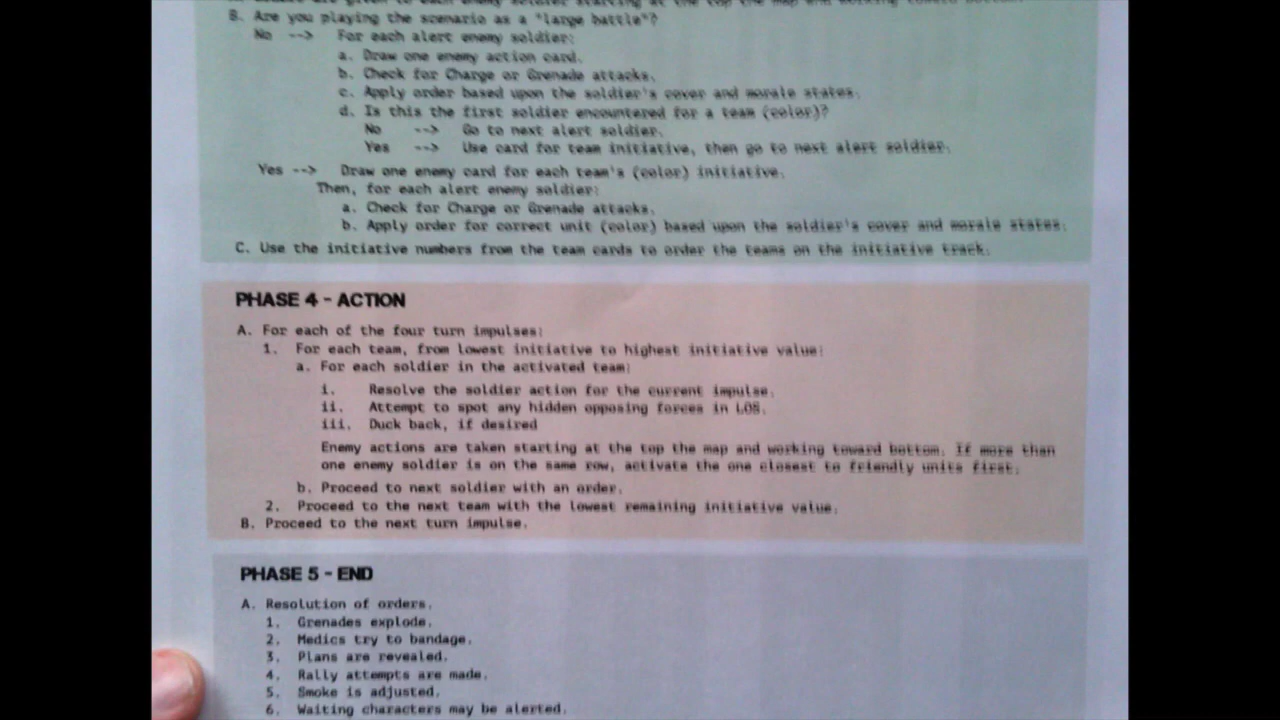 B. Are you playing the scenario as a "large battle"?
No --> For each alert enemy soldier:
a. Draw one enemy action card.
b. Check for Charge or Grenade attacks.
c. Apply order based upon the soldier's cover and morale states.
d. Is this the first soldier encountered for a team (color)?
No --> Go to next alert soldier.
Yes --> Use card for team initiative, then go to next alert soldier.
Yes --> Draw one enemy card for each team's (color) initiative.
Then, for each alert enemy soldier:
a. Check for Charge or Grenade attacks.
b. Apply order for correct unit (color) based upon the soldier's cover and morale states.
C. Use the initiative numbers from the team cards to order the teams on the initiative track.
PHASE 4 - ACTION
A. For each of the four turn impulses:
1. For each team, from lowest initiative to highest initiative value:
a. For each soldier in the activated team:
i. Resolve the soldier action for the current impulse.
ii. Attempt to spot any hidden opposing forces in LOS.
iii. Duck back, if desired
Enemy actions are taken starting at the top the map and working toward bottom. If more than
one enemy soldier is on the same row, activate the one closest to friendly units first.
b. Proceed to next soldier with an order.
2. Proceed to the next team with the lowest remaining initiative value.
B. Proceed to the next turn impulse.
PHASE 5 - END
A. Resolution of orders.
1. Grenades explode.
2. Medics try to bandage.
3. Plans are revealed.
4. Rally attempts are made.
5. Smoke is adjusted.
6. Waiting characters may be alerted.